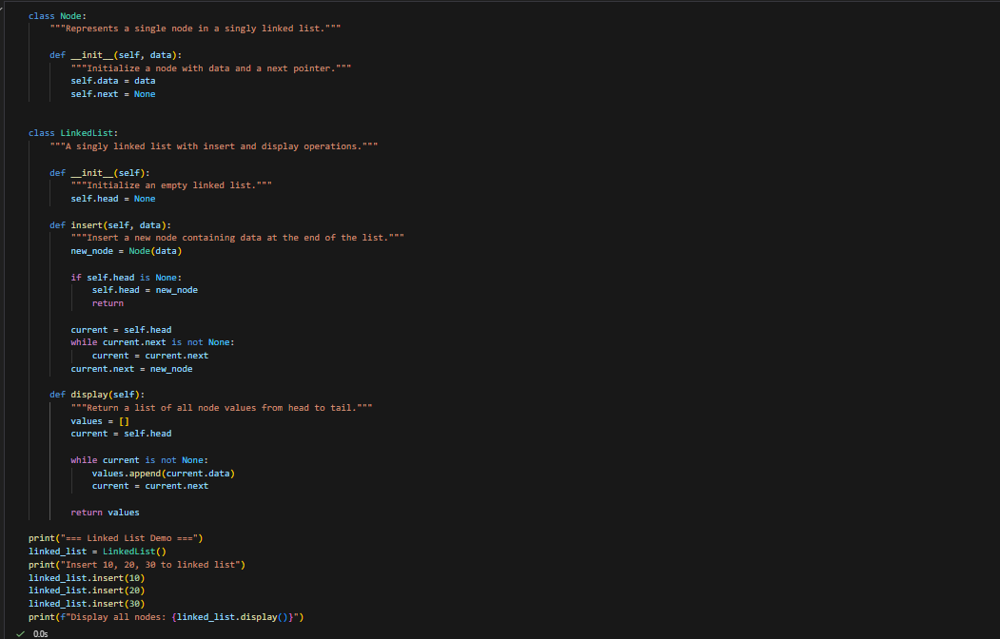 class Node:
    """Represents a single node in a singly linked list."""
    def __init__(self, data):
        """Initialize a node with data and a next pointer."""
        self.data = data
        self.next = None
class LinkedList:
    """A singly linked list with insert and display operations."""
    def __init__(self):
        """Initialize an empty linked list."""
        self.head = None
    def insert(self, data):
        """Insert a new node containing data at the end of the list."""
        new_node = Node(data)
        if self.head is None:
            self.head = new_node
            return
        current = self.head
        while current.next is not None:
            current = current.next
        current.next = new_node
    def display(self):
        """Return a list of all node values from head to tail."""
        values = []
        current = self.head
        while current is not None:
            values.append(current.data)
            current = current.next
        return values
print("=== Linked List Demo ===")
linked_list = LinkedList()
print("Insert 10, 20, 30 to linked list")
linked_list.insert(10)
linked_list.insert(20)
linked_list.insert(30)
print(f"Display all nodes: {linked_list.display()}")
0.0s